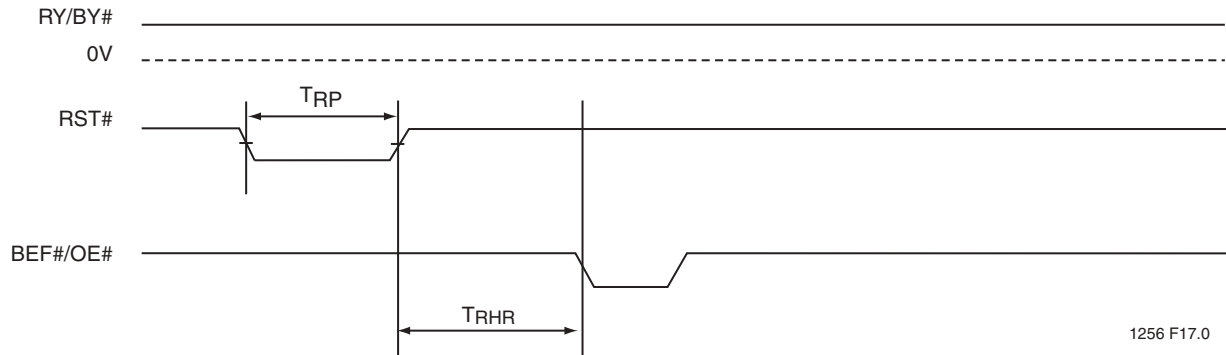 RY/BY#
0V
TRP
RST#
BEF#/OE#
TRHR
1256 F17.0